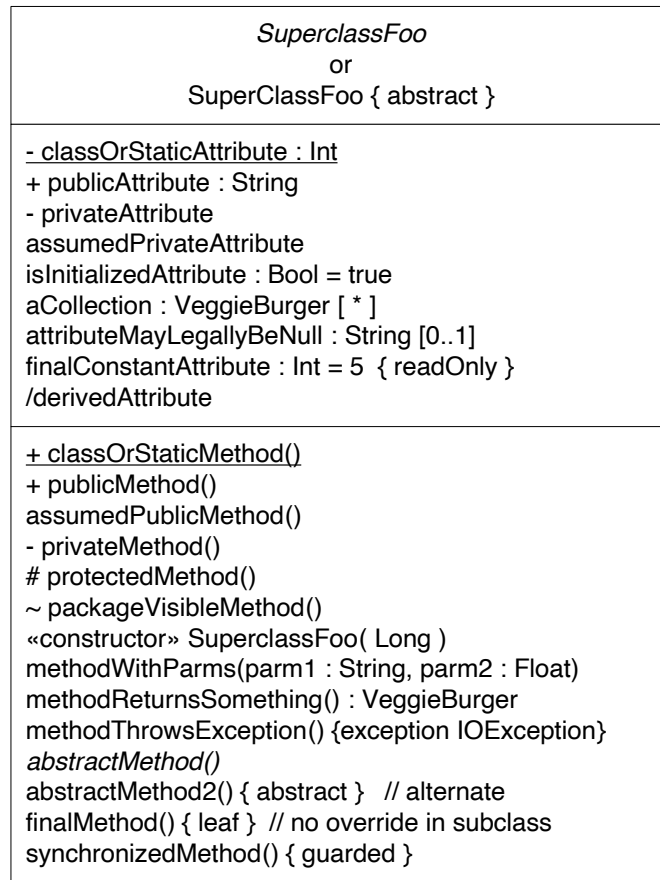 SuperclassFoo
or
SuperClassFoo { abstract }
- classOrStaticAttribute : Int
+ publicAttribute : String
- privateAttribute
assumedPrivateAttribute
isInitializedAttribute : Bool = true
aCollection : VeggieBurger [ * ]
attributeMayLegallyBeNull : String [0..1]
finalConstantAttribute : Int = 5 { readOnly }
/derivedAttribute
+ classOrStaticMethod()
+ publicMethod()
assumedPublicMethod()
- privateMethod()
# protectedMethod()
~ packageVisibleMethod()
«constructor» SuperclassFoo( Long )
methodWithParms(parm1 : String, parm2 : Float)
methodReturnsSomething() : VeggieBurger
methodThrowsException() {exception IOException}
abstractMethod()
abstractMethod2() { abstract } // alternate
finalMethod() { leaf } // no override in subclass
synchronizedMethod() { guarded }